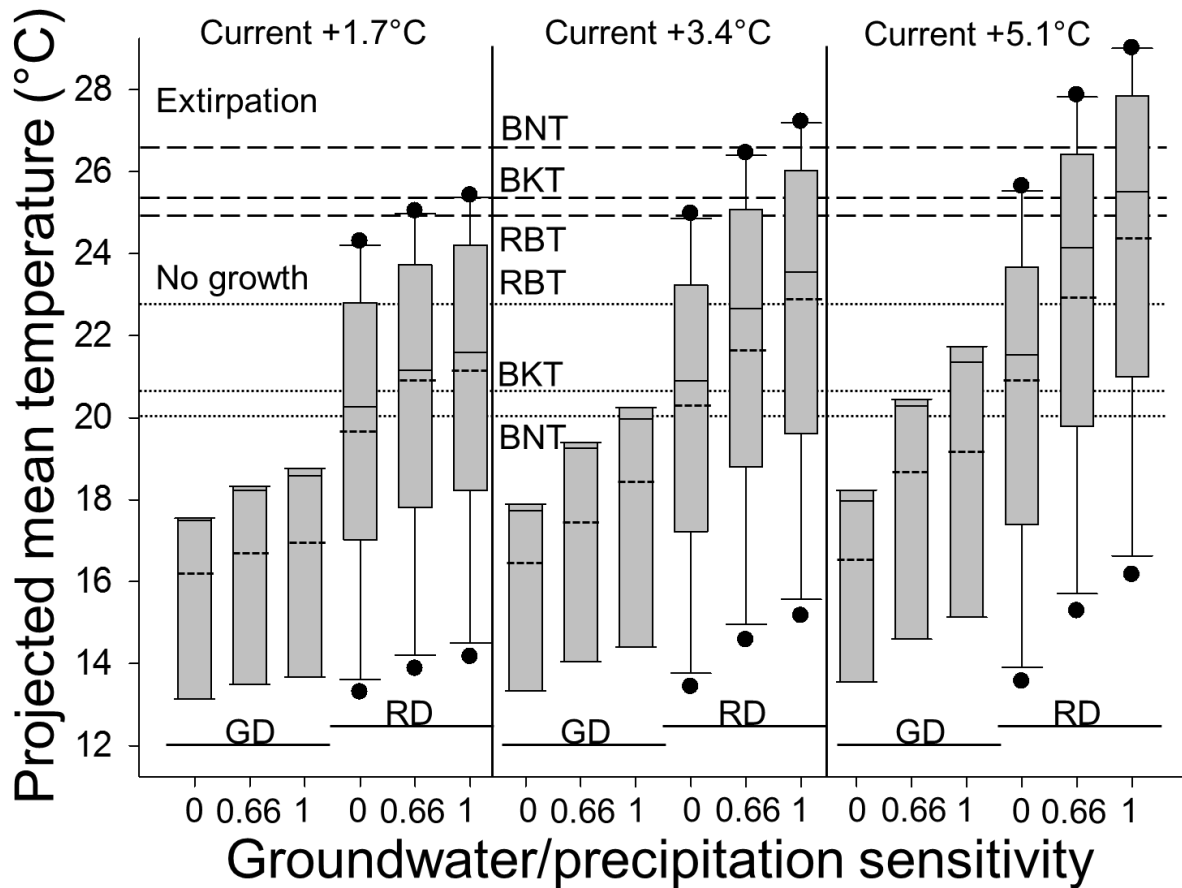 Current +1.7°C
Current +3.4°C
Current +5.1°C
Projected mean temperature (°C)
28
26
24
22
20
18
16
14
12
Extirpation
No growth
BNT
BKT
RBT
RBT
BKT
BNT
GD
RD
GD
RD
GD
RD
0 0.66 1 0 0.66 1 0 0.66 1 0 0.66 1 0 0.66 1 0 0.66 1
Groundwater/precipitation sensitivity